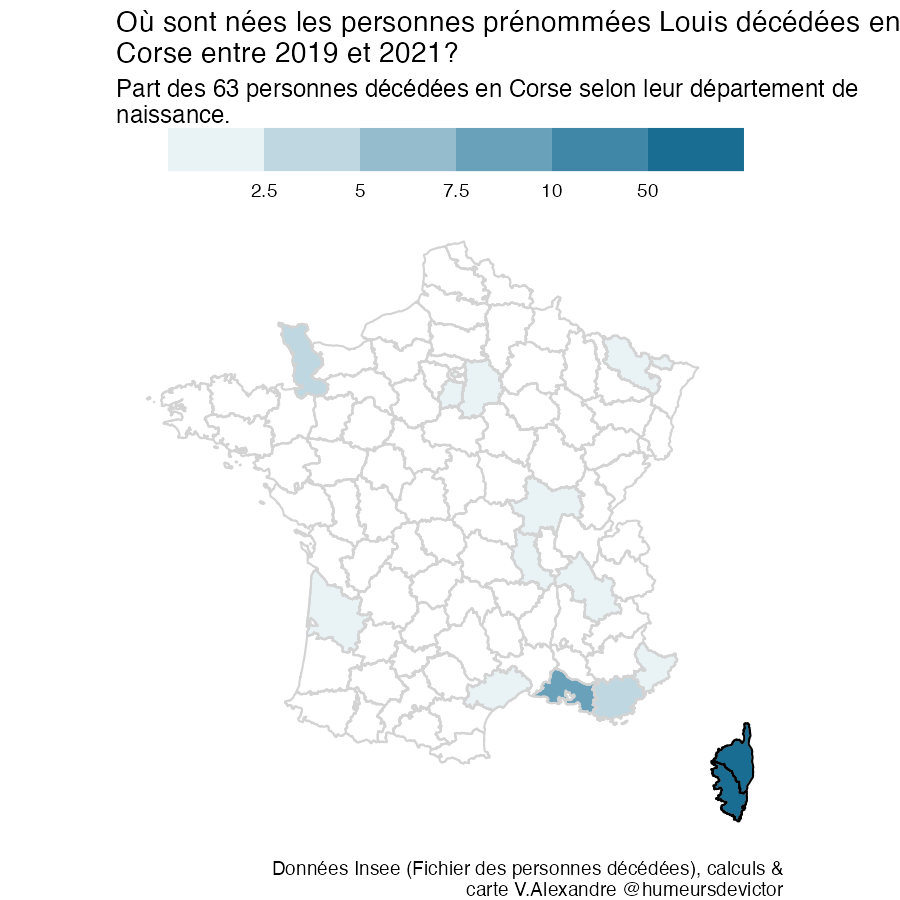 Où sont nées les personnes prénommées Louis décédées en
Corse entre 2019 et 2021?
Part des 63 personnes décédées en Corse selon leur département de
naissance.
2.5 5 7.5 10 50
Données Insee (Fichier des personnes décédées), calculs &
carte V.Alexandre @humeursdevictor